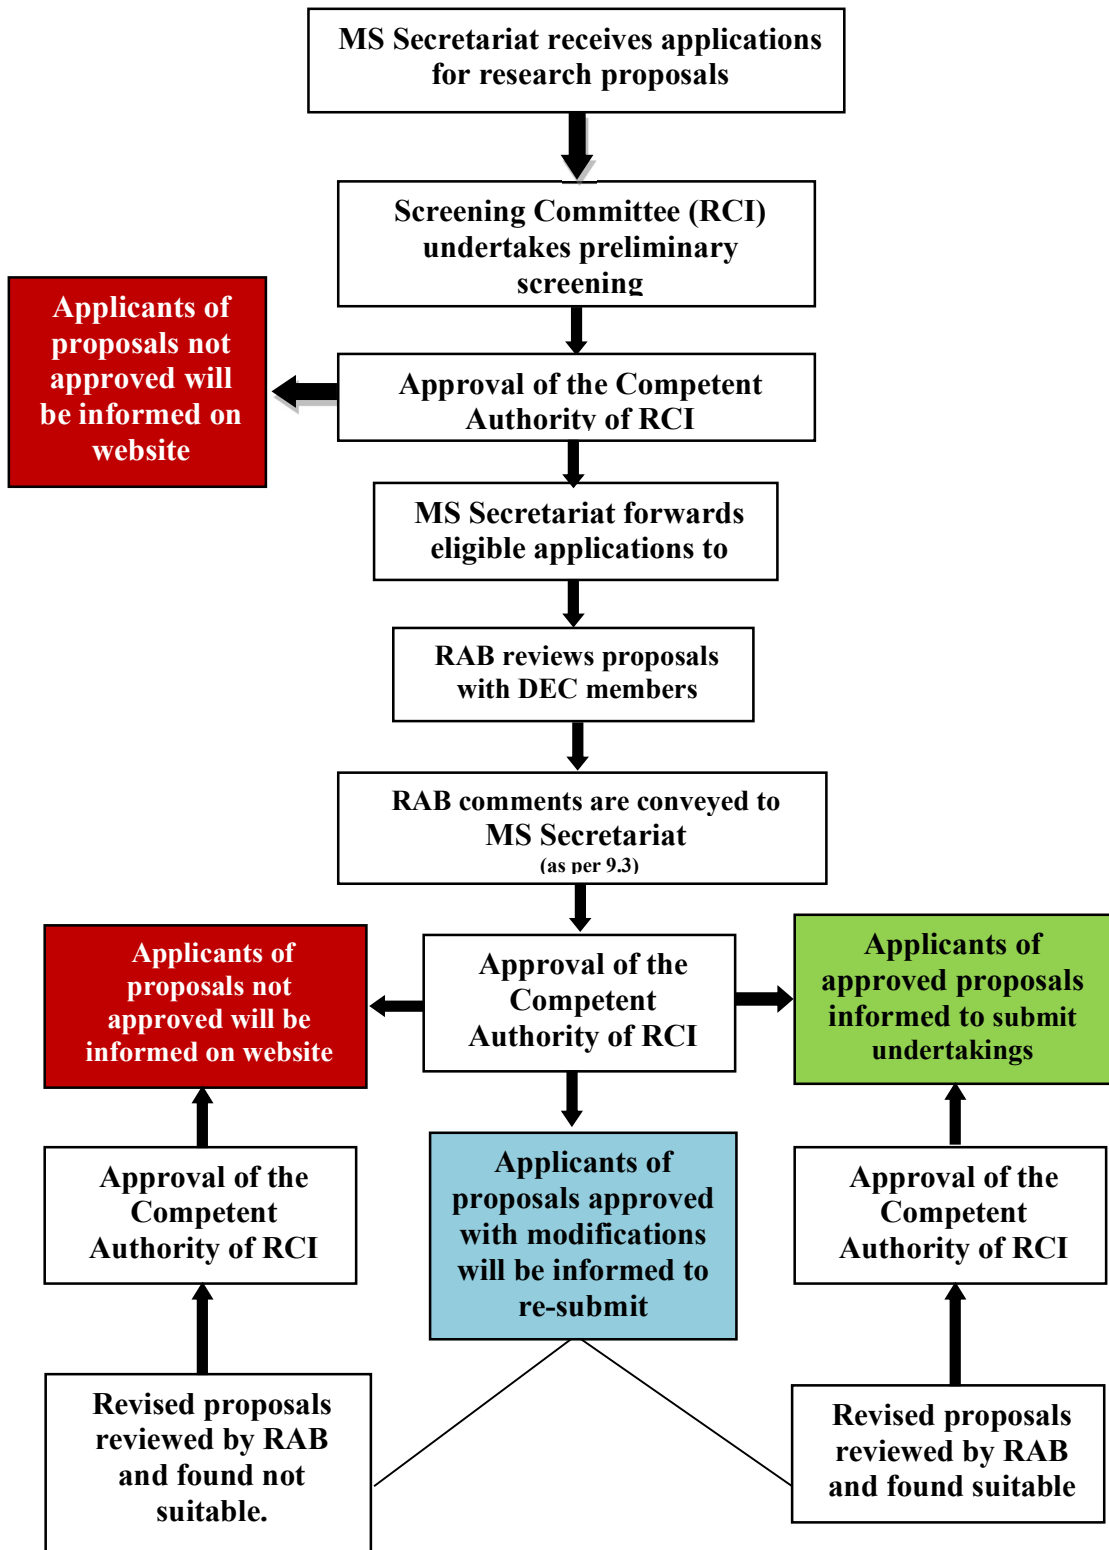 MS Secretariat receives applications
for research proposals
Screening Committee (RCI)
undertakes preliminary
screening
Applicants of
proposals not
approved will
be informed on
website
Approval of the Competent
Authority of RCI
MS Secretariat forwards
eligible applications to
RAB reviews proposals
with DEC members
RAB comments are conveyed to
MS Secretariat
(as per 9.3)
Applicants of
proposals not
approved will be
informed on website
Approval of the
Competent
Authority of RCI
Applicants of
approved proposals
informed to submit
undertakings
Approval of the
Competent
Authority of RCI
Applicants of
proposals approved
with modifications
will be informed to
re-submit
Approval of the
Competent
Authority of RCI
Revised proposals
reviewed by RAB
and found not
suitable.
Revised proposals
reviewed by RAB
and found suitable